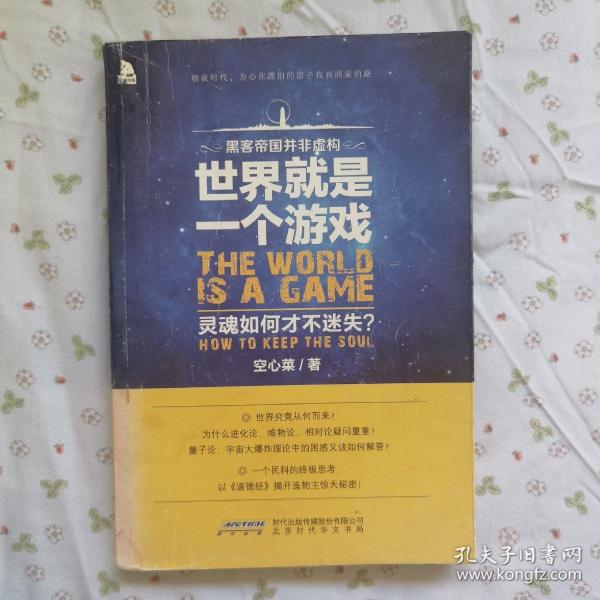 物欲时代，为心在漂泊的游子找到回家的路
黑客帝国并非虚构
世界就是
一个游戏
THE WORLD
IS A GAME
灵魂如何才不迷失？
HOW TO KEEP THE SOUL
空心菜/著
◎ 世界究竟从何而来？
为什么进化论、唯物论、相对论疑问重重？
量子论、宇宙大爆炸理论中的困惑又该如何解答？
◎ 一个民科的终极思考，
以《道德经》揭开造物主惊天秘密！
时代出版传媒股份有限公司
北京时代华文书局
孔夫子旧书网
www.kongfz.com